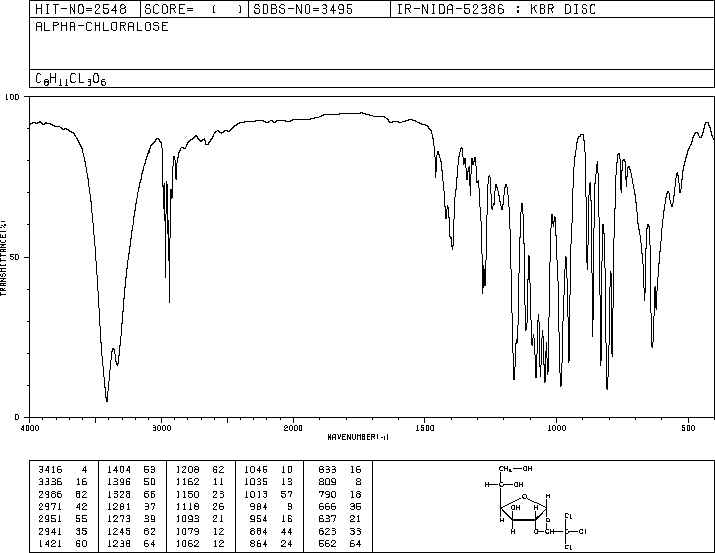 HIT-NO=2548 SCORE= ( ) SDBS-NO=3495 IR-NIDA-52386 : KBR DISC
ALPHA-CHLORALOSE
C8H11CL3O6
100
50
0
TRANSMITTANCE(%)
4000 3000 2000 1500 1000 500
WAVENUMBER(-1)
3416 4 1404 59 1208 62 1046 10 833 16
3336 16 1396 50 1162 11 1035 13 809 8
2986 82 1328 66 1150 23 1013 57 790 18
2971 42 1281 37 1118 26 984 9 666 35
2951 55 1273 39 1093 21 954 16 637 21
2941 35 1245 62 1079 12 884 44 623 33
1421 60 1238 64 1062 12 864 24 562 64
CH2—OH
H OH
O
OH H H
H
H O
O CH
Cl
C Cl
Cl